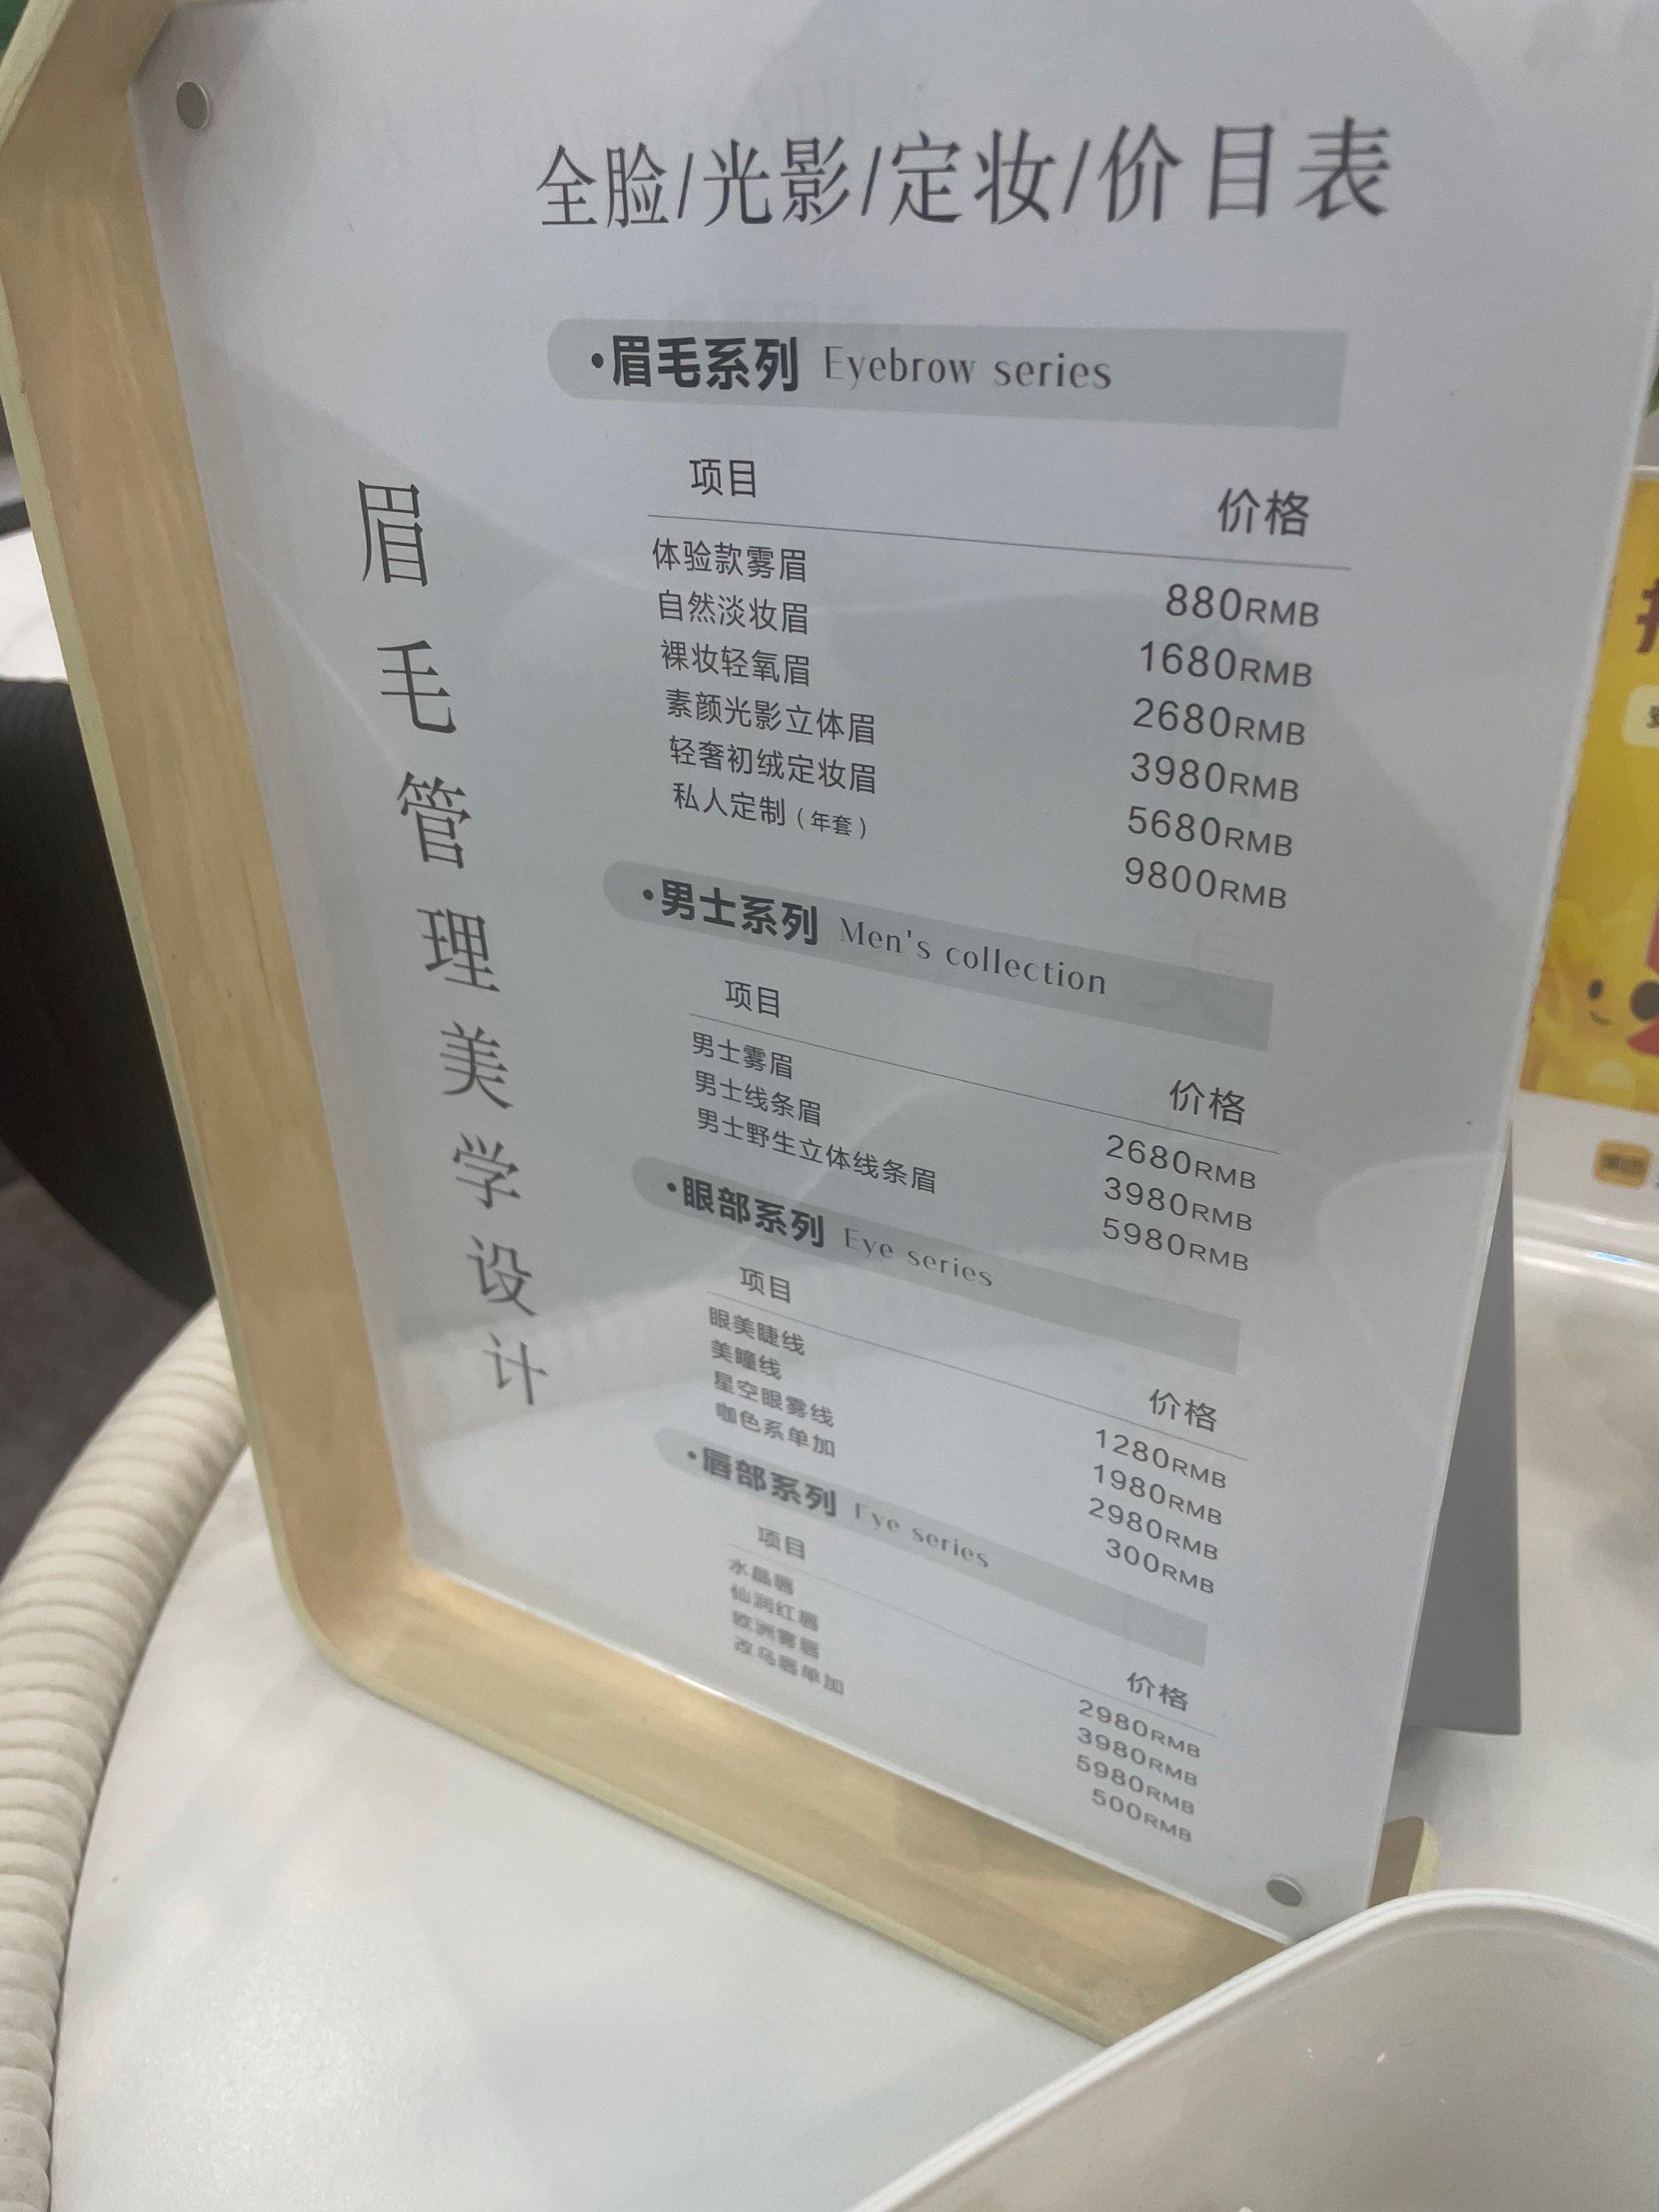 全脸/光影/定妆/价目表
眉毛管理美学设计
·眉毛系列 Eyebrow series
项目 价格
体验款雾眉 880RMB
自然淡妆眉 1680RMB
裸妆轻氧眉 2680RMB
素颜光影立体眉 3980RMB
轻奢初绒定妆眉 5680RMB
私人定制（年套） 9800RMB
·男士系列 Men's collection
项目 价格
男士雾眉 2680RMB
男士线条眉 3980RMB
男士野生立体线条眉 5980RMB
·眼部系列 Eye series
项目 价格
眼美睫线 1280RMB
美瞳线 1980RMB
星空眼雾线 2980RMB
咖色系单加 300RMB
·唇部系列 Eye series
项目 价格
水晶唇 2980RMB
仙润红唇 3980RMB
欧洲雾唇 5980RMB
改乌唇单加 500RMB